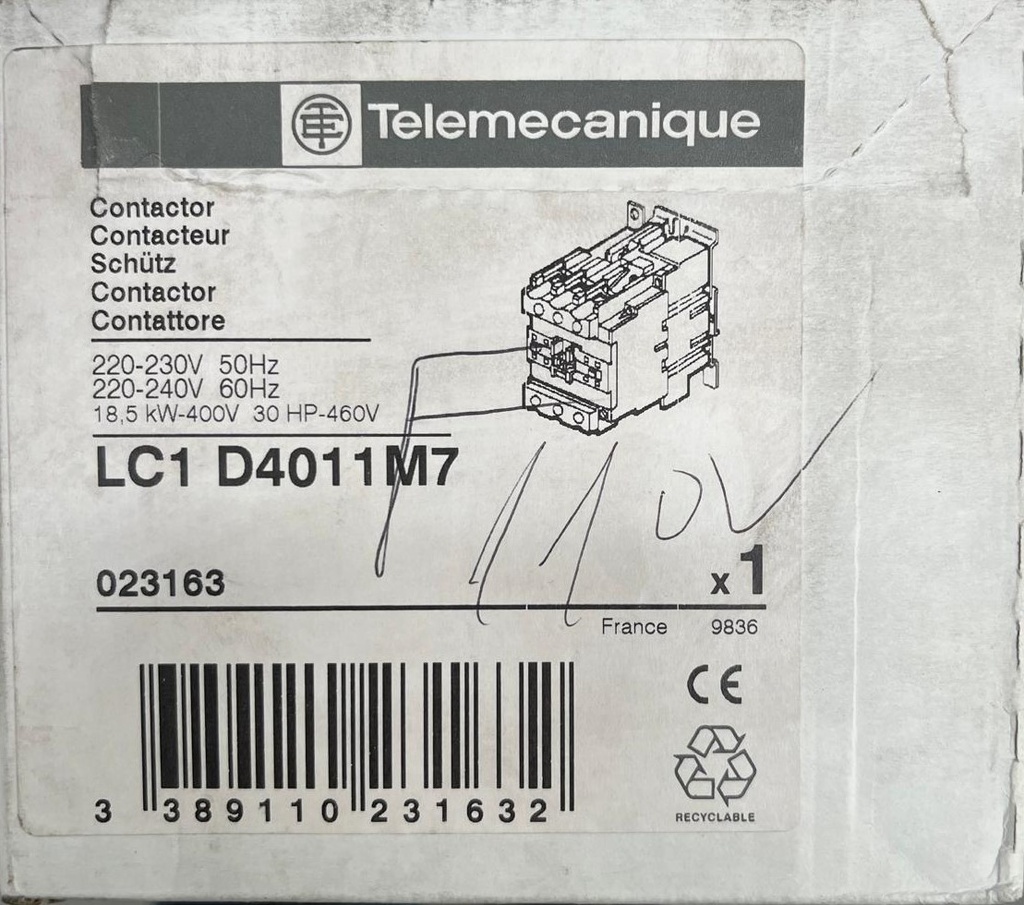 Telemecanique
Contactor
Contacteur
Schütz
Contactor
Contattore
220-230V 50Hz
220-240V 60Hz
18,5 kW-400V 30 HP-460V
LC1 D4011M7
110V
023163
x 1
France 9836
CE
3 389110 231632
RECYCLABLE